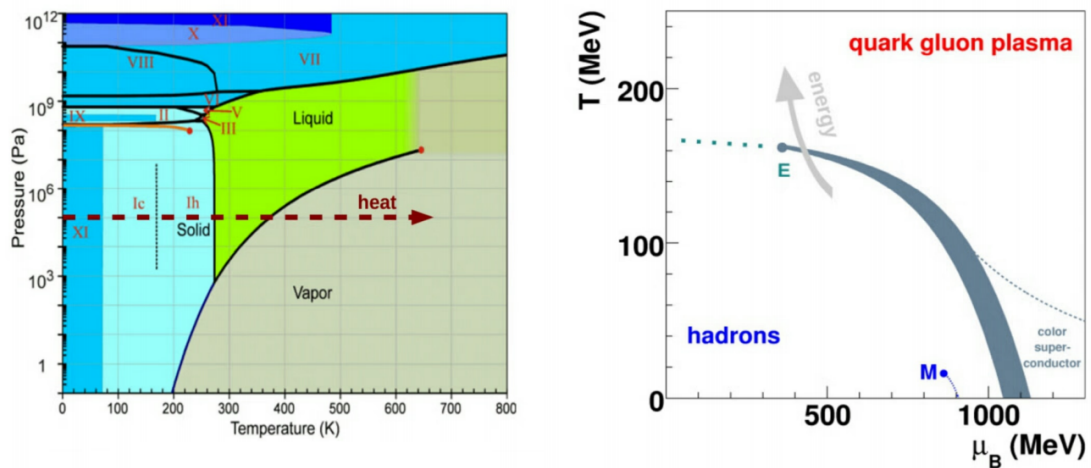 10¹²
10⁹
10⁶
10³
1
Pressure (Pa)
XI
X
VIII
VII
VI
V
IX
II
III
Liquid
Ic
Ih
heat
XI
Solid
Vapor
0
100
200
300
400
500
600
700
800
Temperature (K)
T (MeV)
200
100
0
quark gluon plasma
energy
E
hadrons
M
color
super-
conductor
500
1000
μB (MeV)